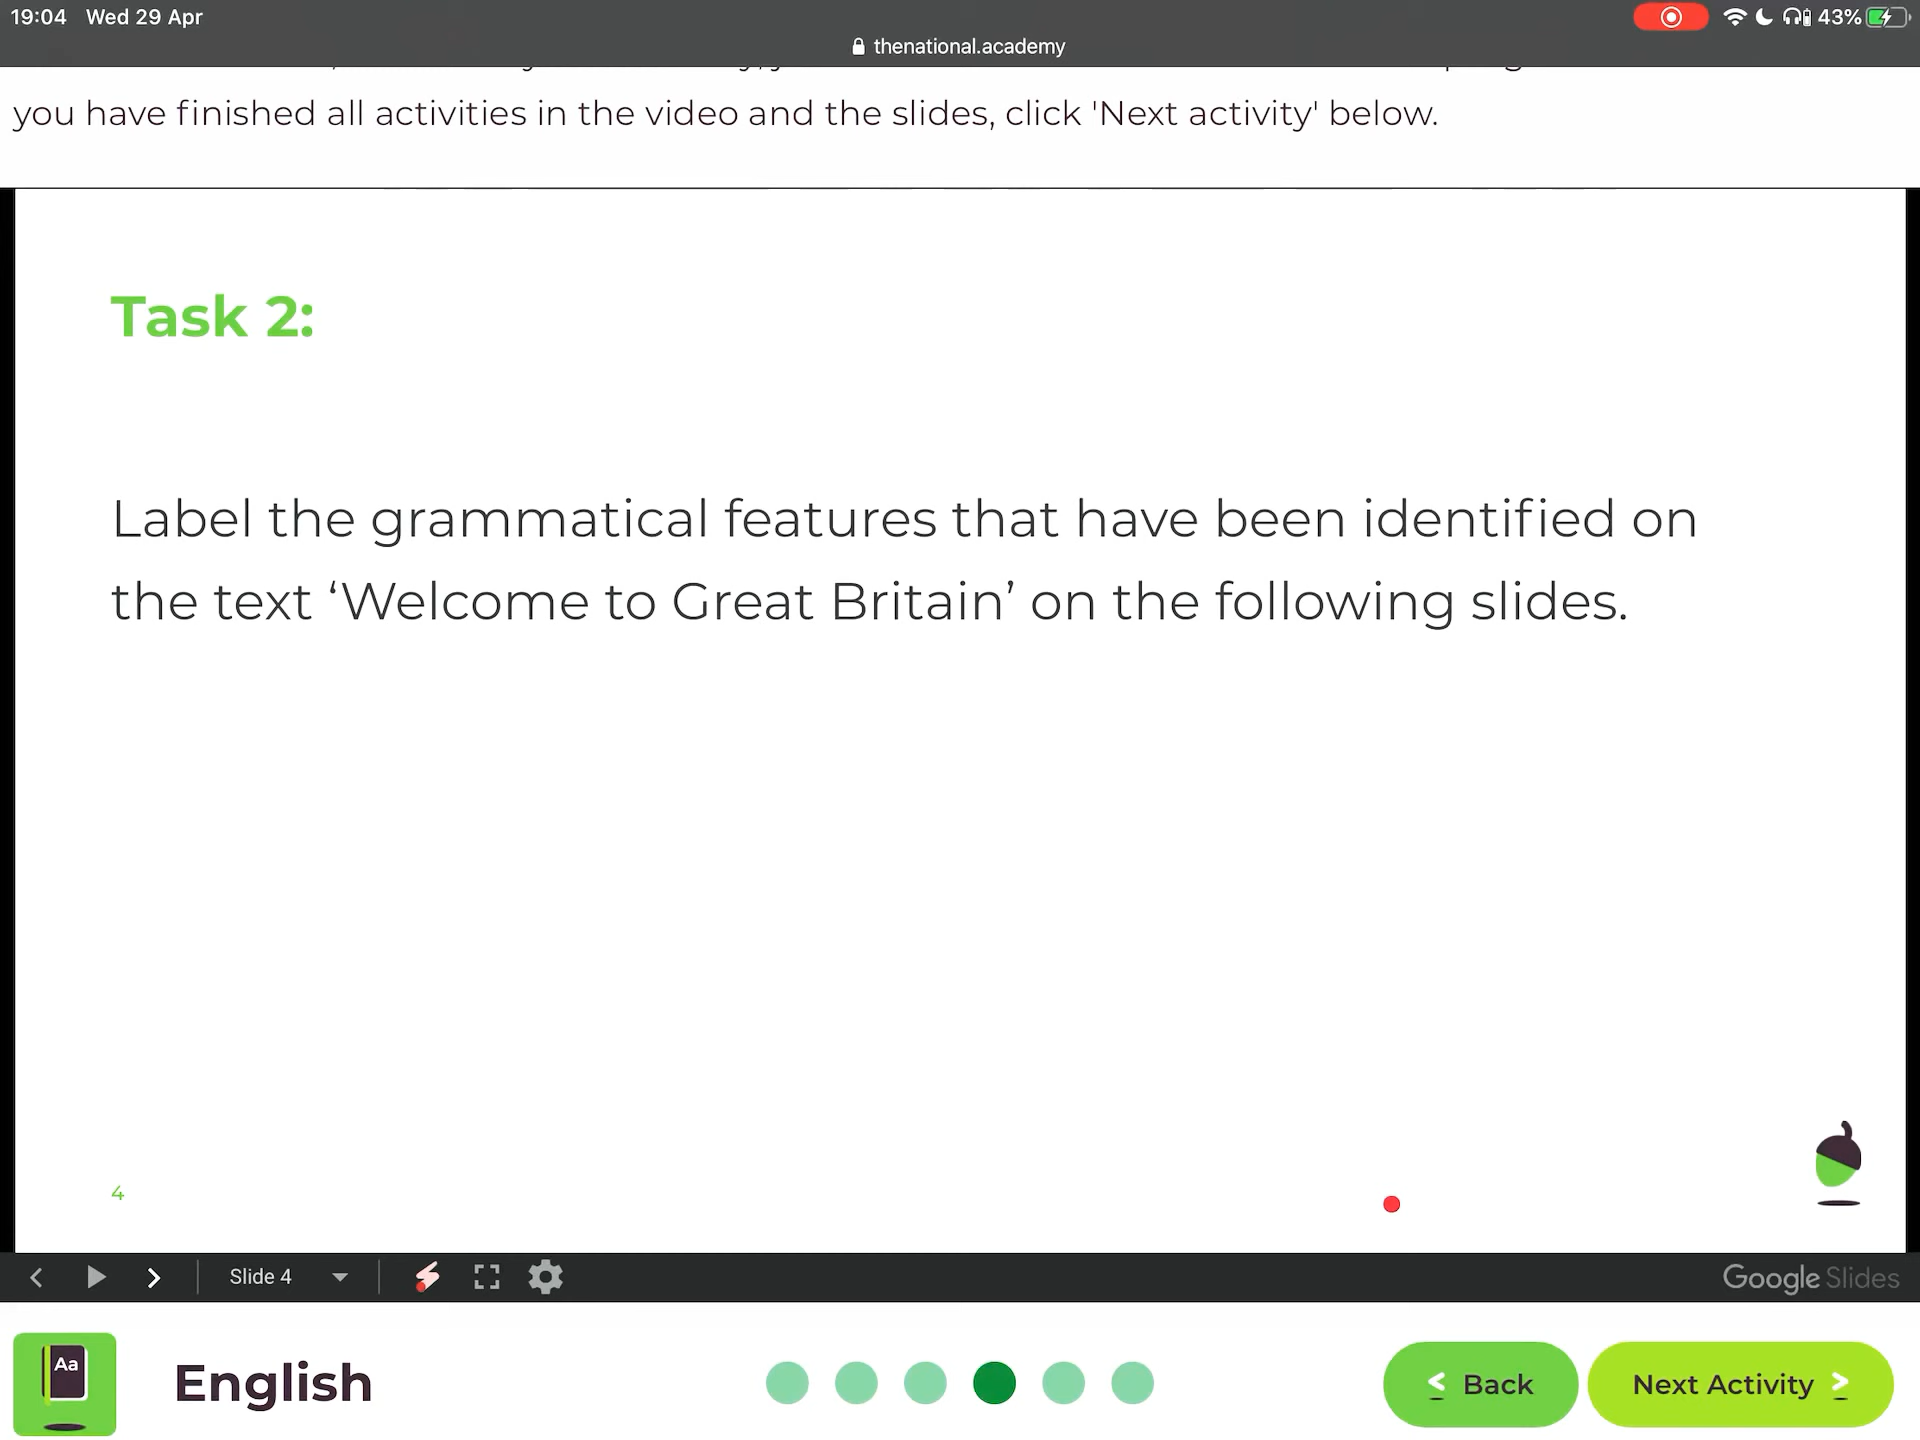 19:04 Wed 29 Apr
43%
thenational.academy
you have finished all activities in the video and the slides, click 'Next activity' below.
Task 2:
Label the grammatical features that have been identified on
the text ‘Welcome to Great Britain’ on the following slides.
4
Slide 4
Google Slides
Aa
English
Back
Next Activity